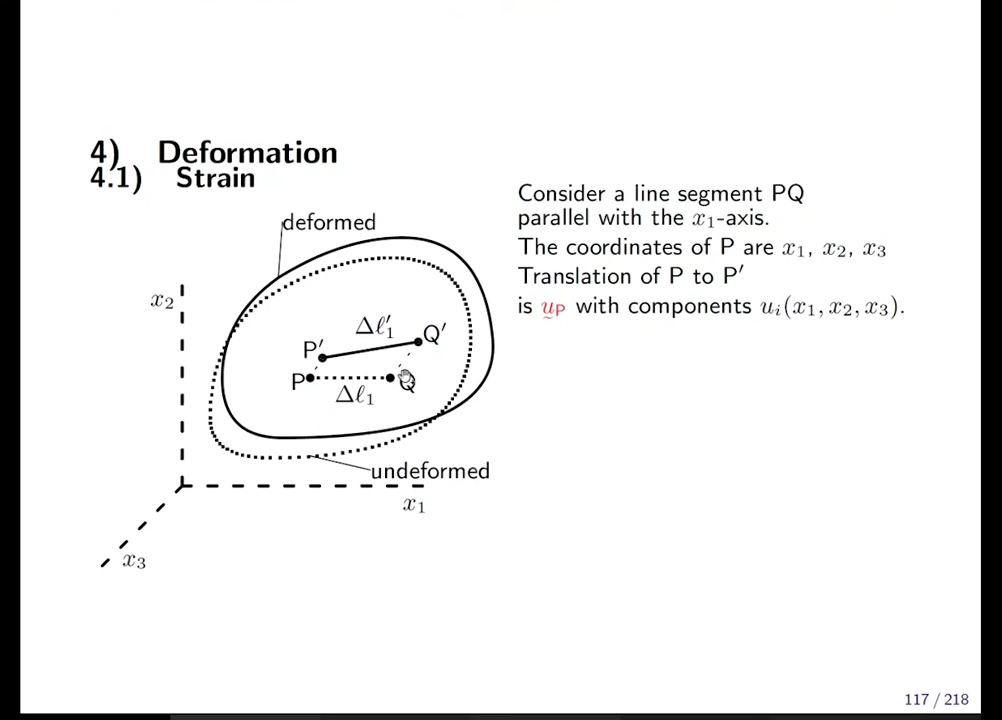 4) Deformation
4.1) Strain
Consider a line segment PQ
parallel with the x₁-axis.
The coordinates of P are x₁, x₂, x₃
Translation of P to P′
is ṵP with components uᵢ(x₁, x₂, x₃).
deformed
x₂
Δℓ′₁
P′
Q′
P
Q
Δℓ₁
undeformed
x₁
x₃
117 / 218